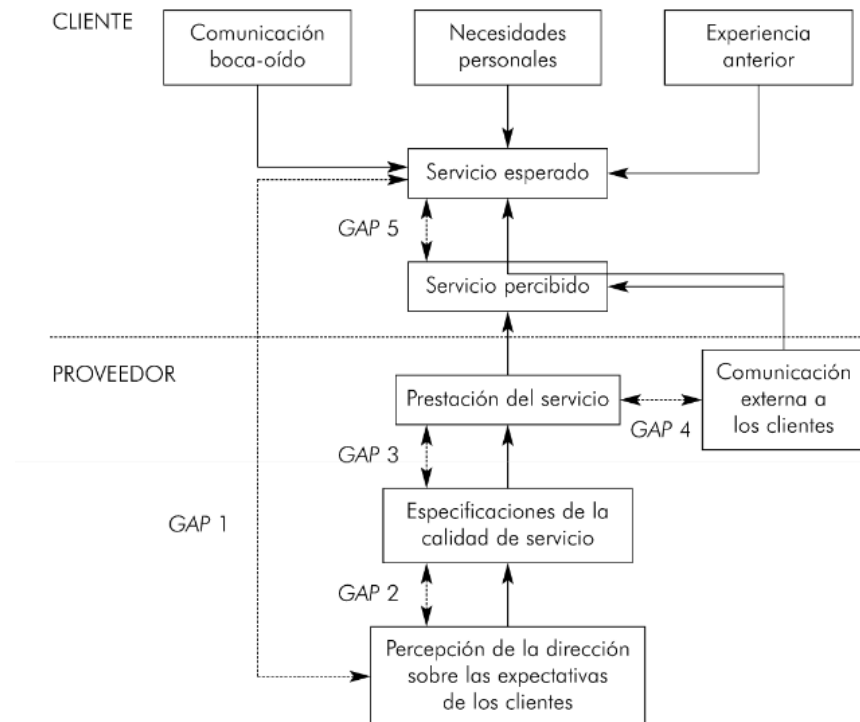 CLIENTE
Comunicación
boca-oído
Necesidades
personales
Experiencia
anterior
Servicio esperado
GAP 5
Servicio percibido
PROVEEDOR
Prestación del servicio
GAP 4
Comunicación
externa a
los clientes
GAP 3
GAP 1
Especificaciones de la
calidad de servicio
GAP 2
Percepción de la dirección
sobre las expectativas
de los clientes